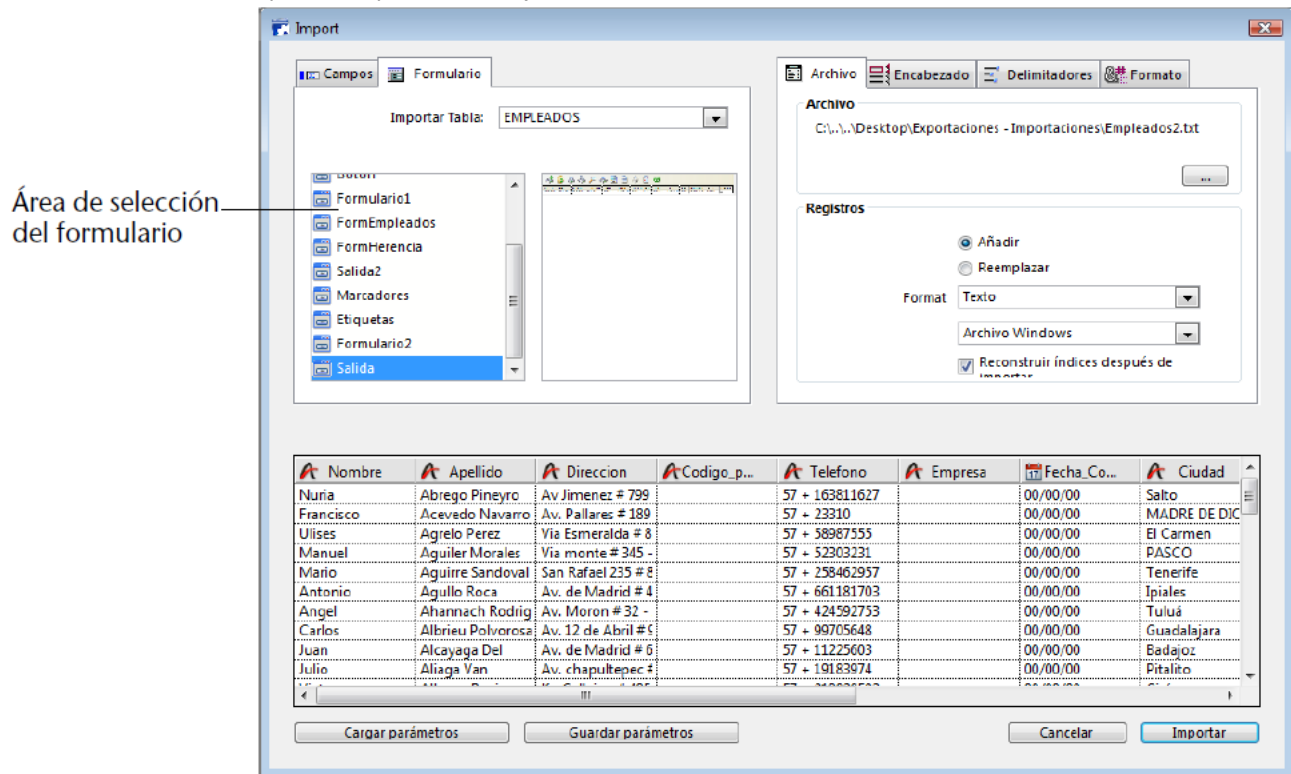 Import
Campos
Formulario
Importar Tabla: EMPLEADOS
Formulario1
FormEmpleados
FormHerencia
Salida2
Marcadores
Etiquetas
Formulario2
Salida
Área de selección
del formulario
Archivo
Encabezado
Delimitadores
Formato
Archivo
C:\..\..\Desktop\Exportaciones - Importaciones\Empleados2.txt
...
Registros
Añadir
Reemplazar
Format Texto
Archivo Windows
Reconstruir índices después de
importar
Nombre Apellido Direccion Codigo_p... Telefono Empresa Fecha_Co... Ciudad
Nuria Abrego Pineyro Av Jimenez # 799 57 + 163811627 00/00/00 Salto
Francisco Acevedo Navarro Av. Pallares # 189 57 + 23310 00/00/00 MADRE DE DIC
Ulises Agrelo Perez Via Esmeralda # 8 57 + 58987555 00/00/00 El Carmen
Manuel Aguiler Morales Via monte # 345 - 57 + 52303231 00/00/00 PASCO
Mario Aguirre Sandoval San Rafael 235 # 8 57 + 258462957 00/00/00 Tenerife
Antonio Agullo Roca Av. de Madrid # 4 57 + 661181703 00/00/00 Ipiales
Angel Ahannach Rodrig Av. Moron # 32 - 57 + 424592753 00/00/00 Tuluá
Carlos Albrieu Polvorosa Av. 12 de Abril # 57 + 99705648 00/00/00 Guadalajara
Juan Alcayaga Del Av. de Madrid # 6 57 + 11225603 00/00/00 Badajoz
Julio Aliaga Van Av. chapultepec # 57 + 19183974 00/00/00 Pitalito
Cargar parámetros
Guardar parámetros
Cancelar
Importar